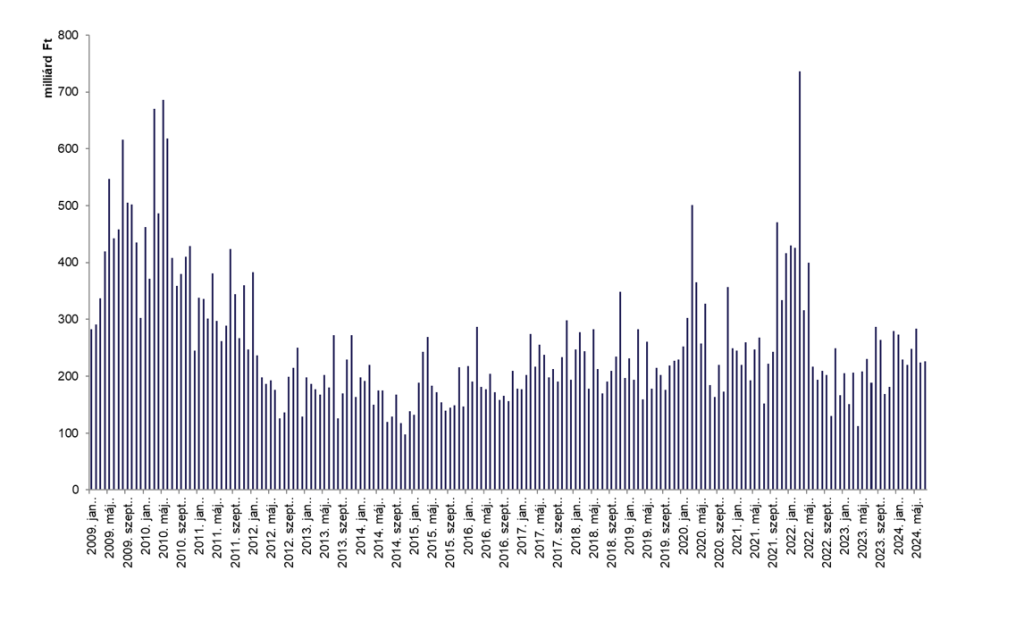 milliárd Ft
800
700
600
500
400
300
200
100
0
2009. jan..
2009. máj..
2009. szept..
2010. jan..
2010. máj..
2010. szept..
2011. jan..
2011. máj..
2011. szept..
2012. jan..
2012. máj..
2012. szept..
2013. jan..
2013. máj..
2013. szept..
2014. jan..
2014. máj..
2014. szept..
2015. jan..
2015. máj..
2015. szept..
2016. jan..
2016. máj..
2016. szept..
2017. jan..
2017. máj..
2017. szept..
2018. jan..
2018. máj..
2018. szept..
2019. jan..
2019. máj..
2019. szept..
2020. jan..
2020. máj..
2020. szept..
2021. jan..
2021. máj..
2021. szept..
2022. jan..
2022. máj..
2022. szept..
2023. jan..
2023. máj..
2023. szept..
2024. jan..
2024. máj..